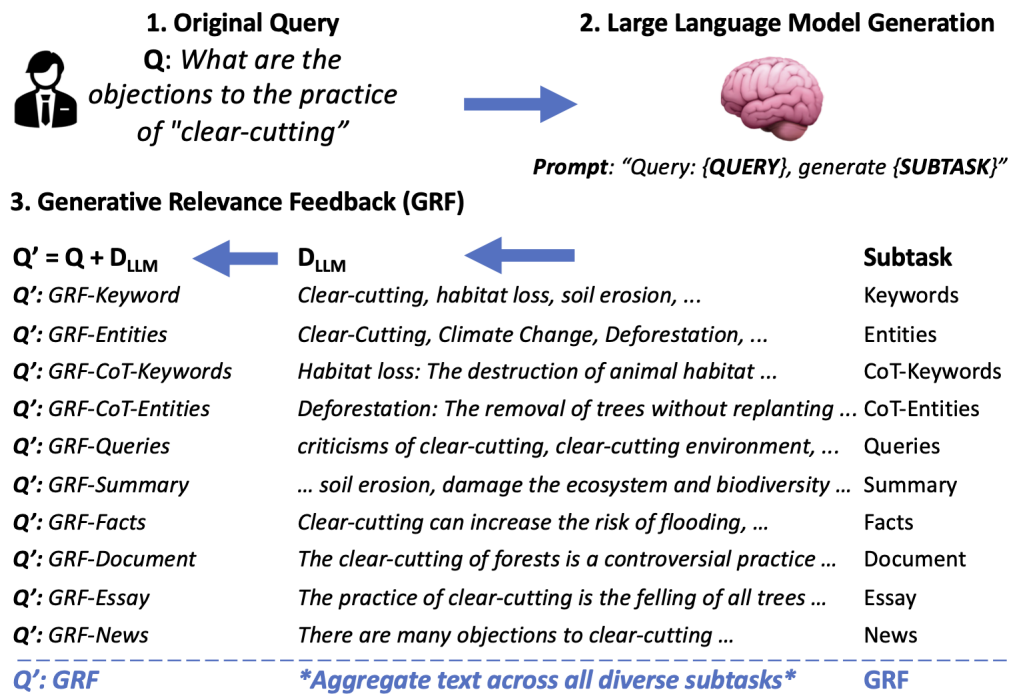 1. Original Query
Q: What are the
objections to the practice
of "clear-cutting”
2. Large Language Model Generation
Prompt: “Query: {QUERY}, generate {SUBTASK}”
3. Generative Relevance Feedback (GRF)
Q’ = Q + DLLM DLLM Subtask
Q’: GRF-Keyword Clear-cutting, habitat loss, soil erosion, ... Keywords
Q’: GRF-Entities Clear-Cutting, Climate Change, Deforestation, ... Entities
Q’: GRF-CoT-Keywords Habitat loss: The destruction of animal habitat ... CoT-Keywords
Q’: GRF-CoT-Entities Deforestation: The removal of trees without replanting ... CoT-Entities
Q’: GRF-Queries criticisms of clear-cutting, clear-cutting environment, ... Queries
Q’: GRF-Summary ... soil erosion, damage the ecosystem and biodiversity ... Summary
Q’: GRF-Facts Clear-cutting can increase the risk of flooding, ... Facts
Q’: GRF-Document The clear-cutting of forests is a controversial practice ... Document
Q’: GRF-Essay The practice of clear-cutting is the felling of all trees ... Essay
Q’: GRF-News There are many objections to clear-cutting ... News
Q’: GRF *Aggregate text across all diverse subtasks* GRF